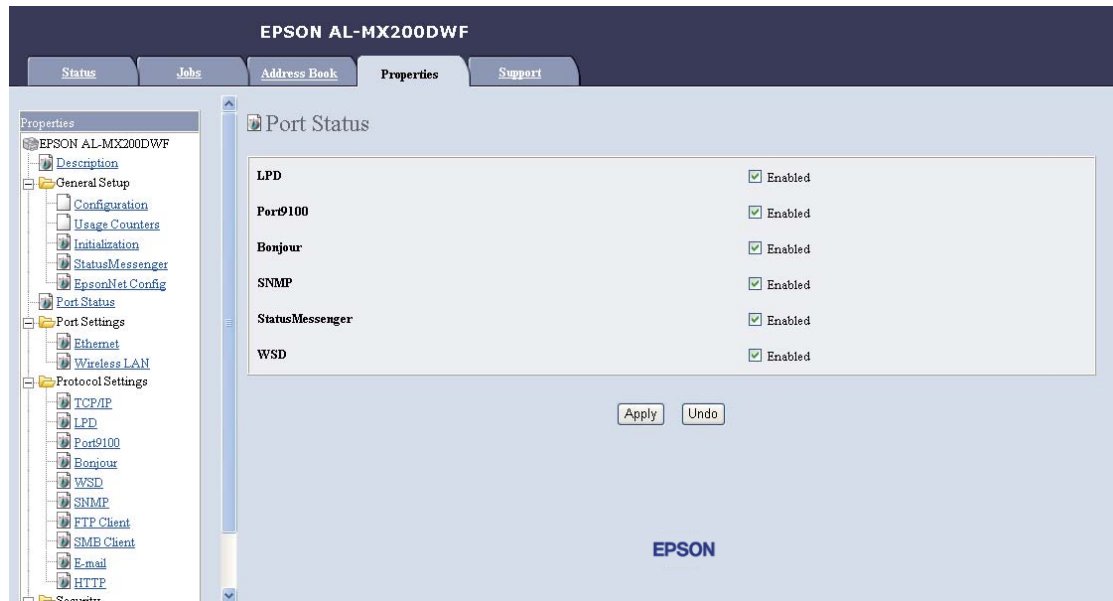 EPSON AL-MX200DWF
Status Jobs Address Book Properties Support
Properties
EPSON AL-MX200DWF
Description
General Setup
Configuration
Usage Counters
Initialization
StatusMessenger
EpsonNet Config
Port Status
Port Settings
Ethernet
Wireless LAN
Protocol Settings
TCP/IP
LPD
Port9100
Bonjour
WSD
SNMP
FTP Client
SMB Client
E-mail
HTTP
Security
Port Status
LPD Enabled
Port9100 Enabled
Bonjour Enabled
SNMP Enabled
StatusMessenger Enabled
WSD Enabled
Apply Undo
EPSON